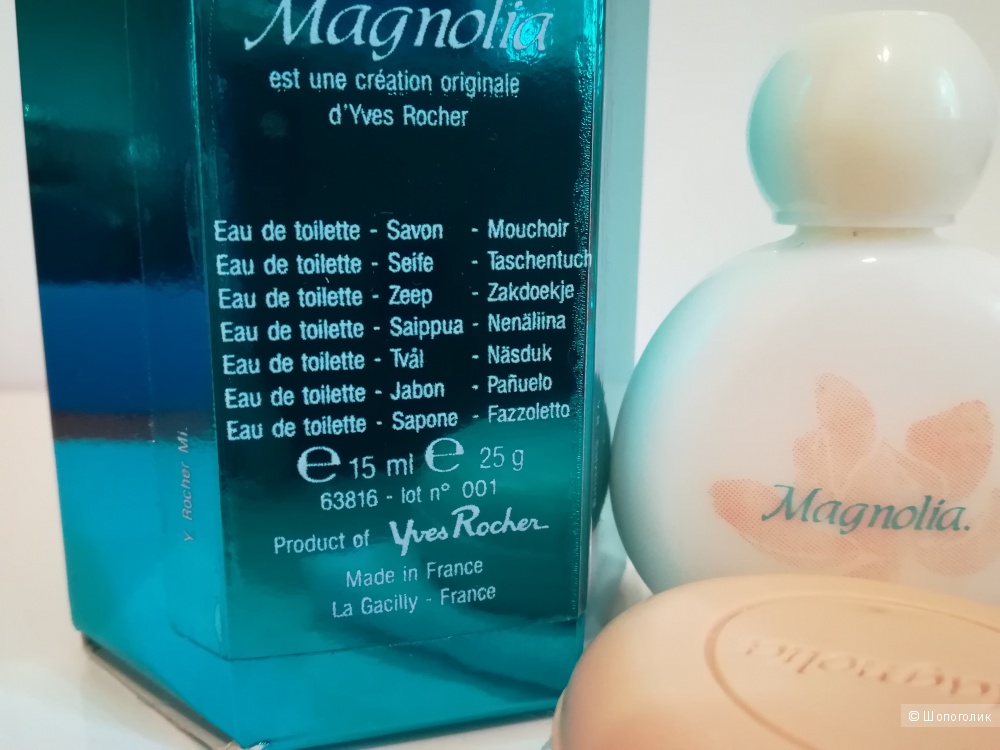 Magnolia
est une création originale
d'Yves Rocher
Eau de toilette - Savon - Mouchoir
Eau de toilette - Seife - Taschentuch
Eau de toilette - Zeep - Zakdoekje
Eau de toilette - Saippua - Nenäliina
Eau de toilette - Tvål - Näsduk
Eau de toilette - Jabon - Pañuelo
Eau de toilette - Sapone - Fazzoletto
℮ 15 ml ℮ 25 g
63816 - lot n° 001
Product of Yves Rocher
Made in France
La Gacilly - France
y Rocher Mi.
Magnolia.
Magnolia
© Шопоголик